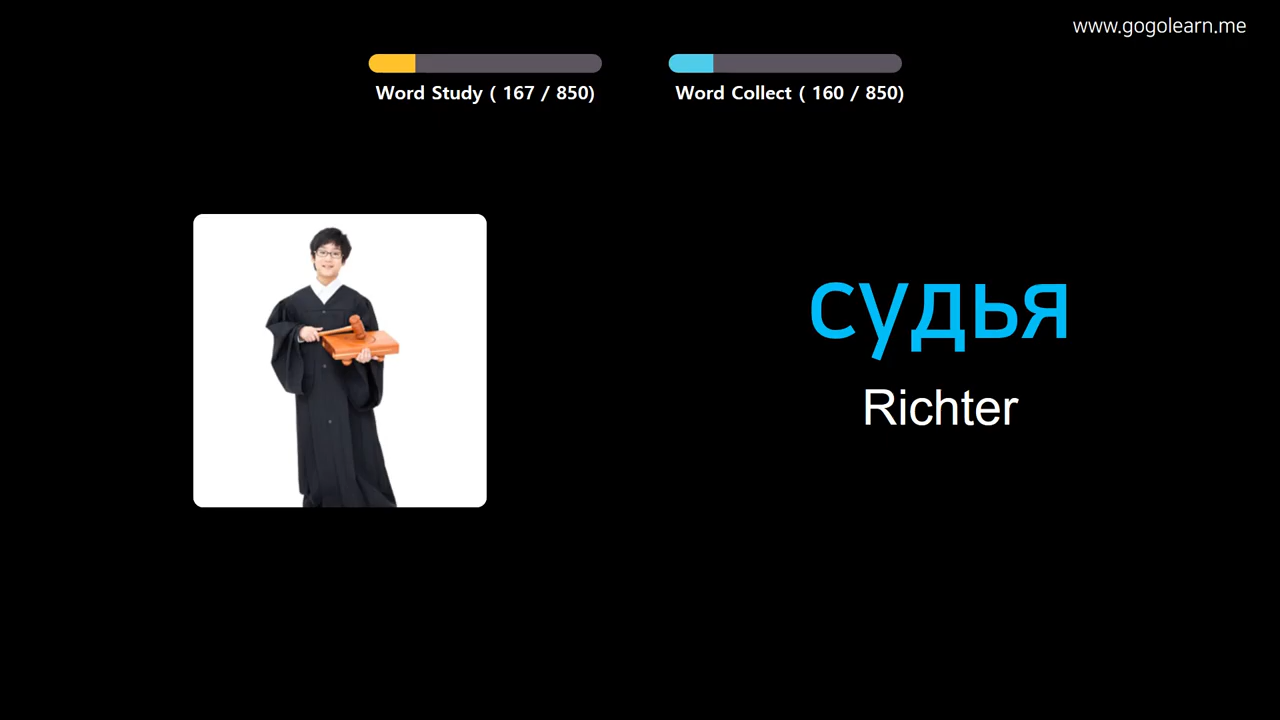 www.gogolearn.me
Word Study ( 167 / 850)
Word Collect ( 160 / 850)
судья
Richter